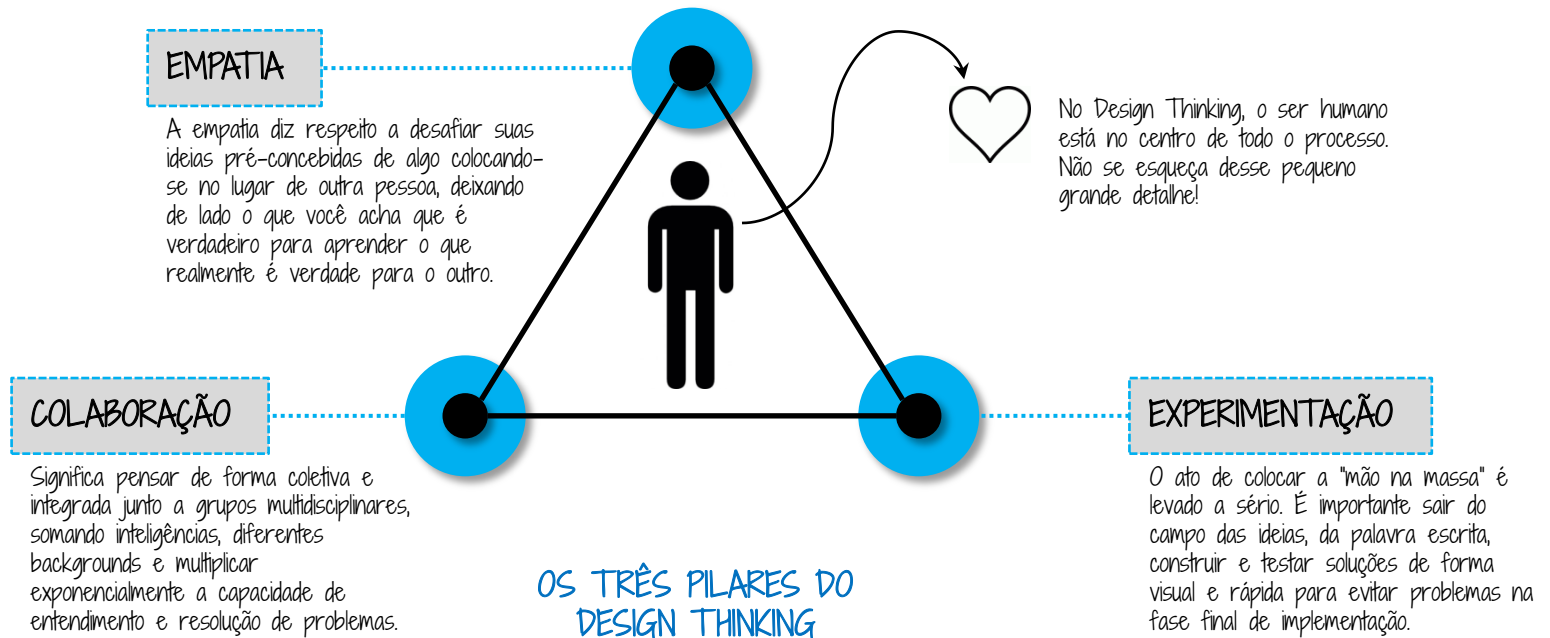 EMPATIA
A empatia diz respeito a desafiar suas
ideias pré-concebidas de algo colocando-
se no lugar de outra pessoa, deixando
de lado o que você acha que é
verdadeiro para aprender o que
realmente é verdade para o outro.
No Design Thinking, o ser humano
está no centro de todo o processo.
Não se esqueça desse pequeno
grande detalhe!
COLABORAÇÃO
Significa pensar de forma coletiva e
integrada junto a grupos multidisciplinares,
somando inteligências, diferentes
backgrounds e multiplicar
exponencialmente a capacidade de
entendimento e resolução de problemas.
EXPERIMENTAÇÃO
O ato de colocar a "mão na massa" é
levado a sério. É importante sair do
campo das ideias, da palavra escrita,
construir e testar soluções de forma
visual e rápida para evitar problemas na
fase final de implementação.
OS TRÊS PILARES DO
DESIGN THINKING